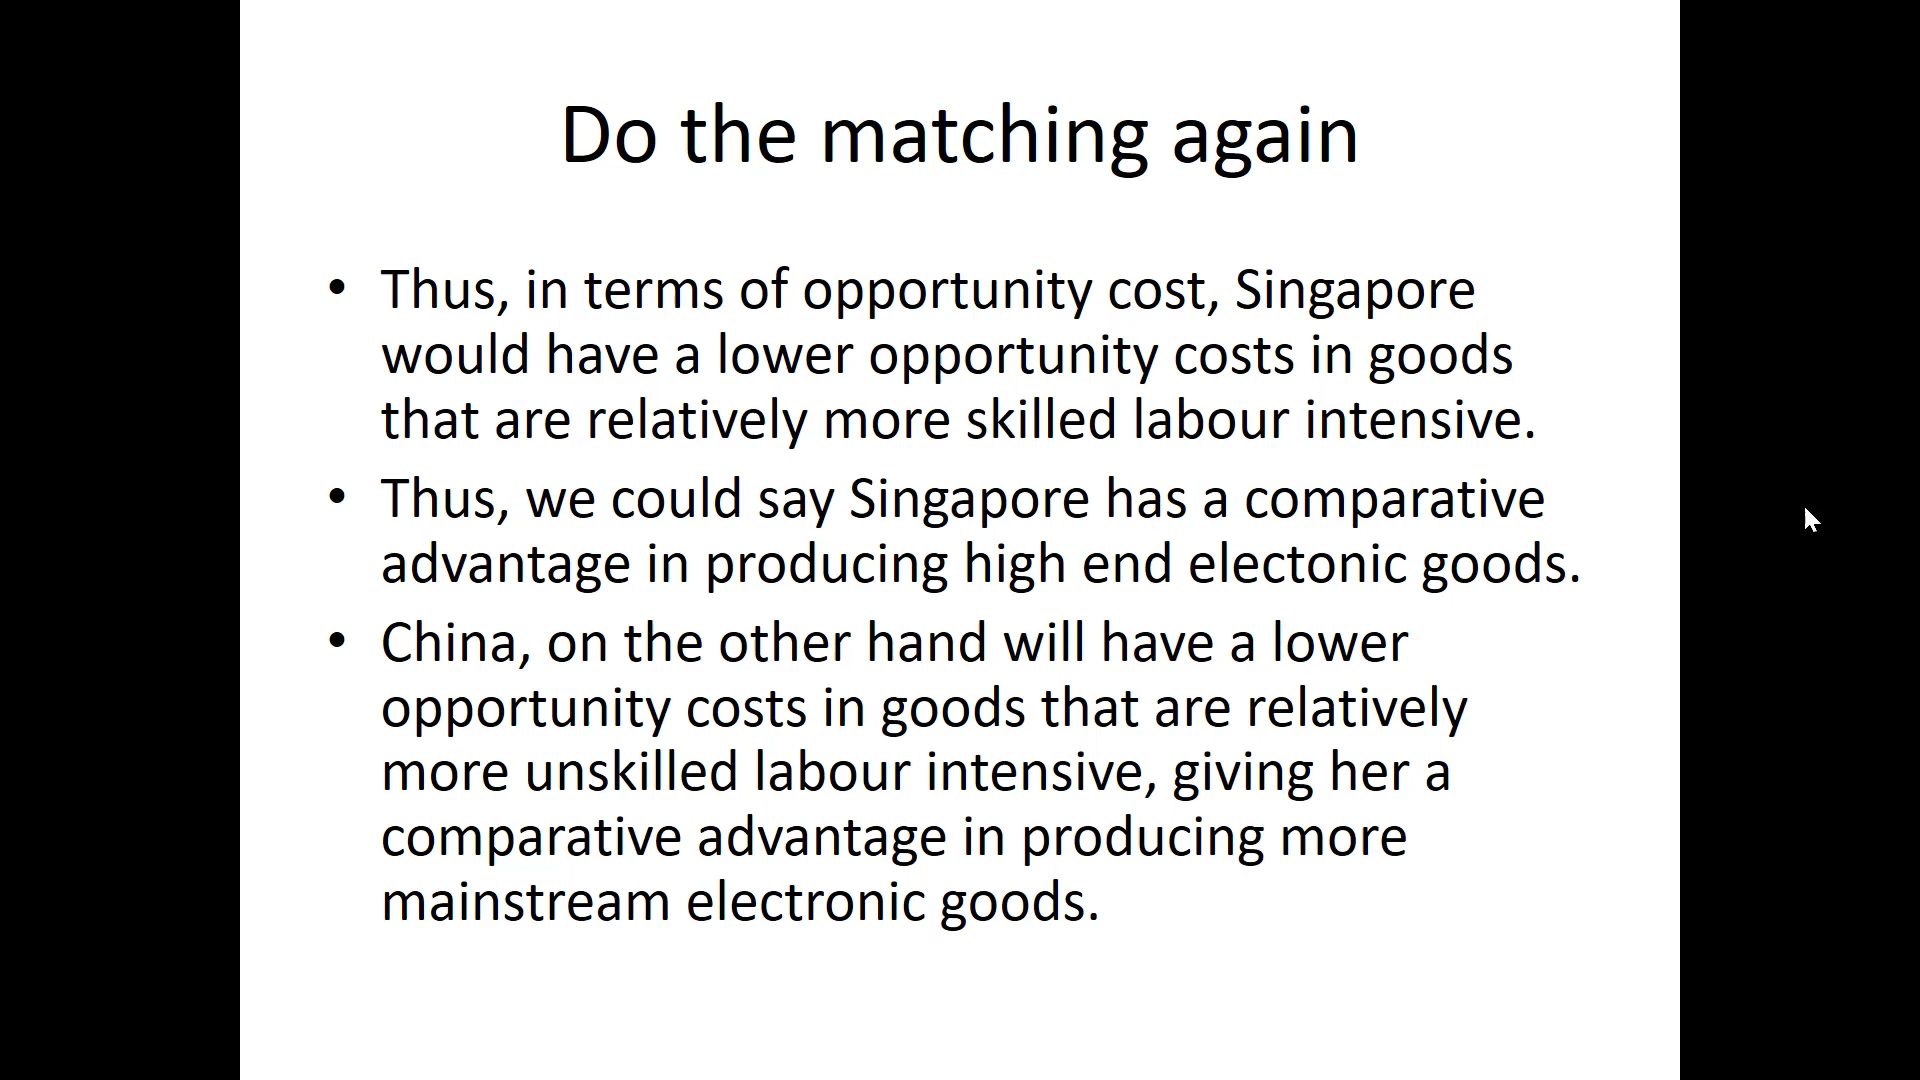 Do the matching again
• Thus, in terms of opportunity cost, Singapore
would have a lower opportunity costs in goods
that are relatively more skilled labour intensive.
• Thus, we could say Singapore has a comparative
advantage in producing high end electonic goods.
• China, on the other hand will have a lower
opportunity costs in goods that are relatively
more unskilled labour intensive, giving her a
comparative advantage in producing more
mainstream electronic goods.